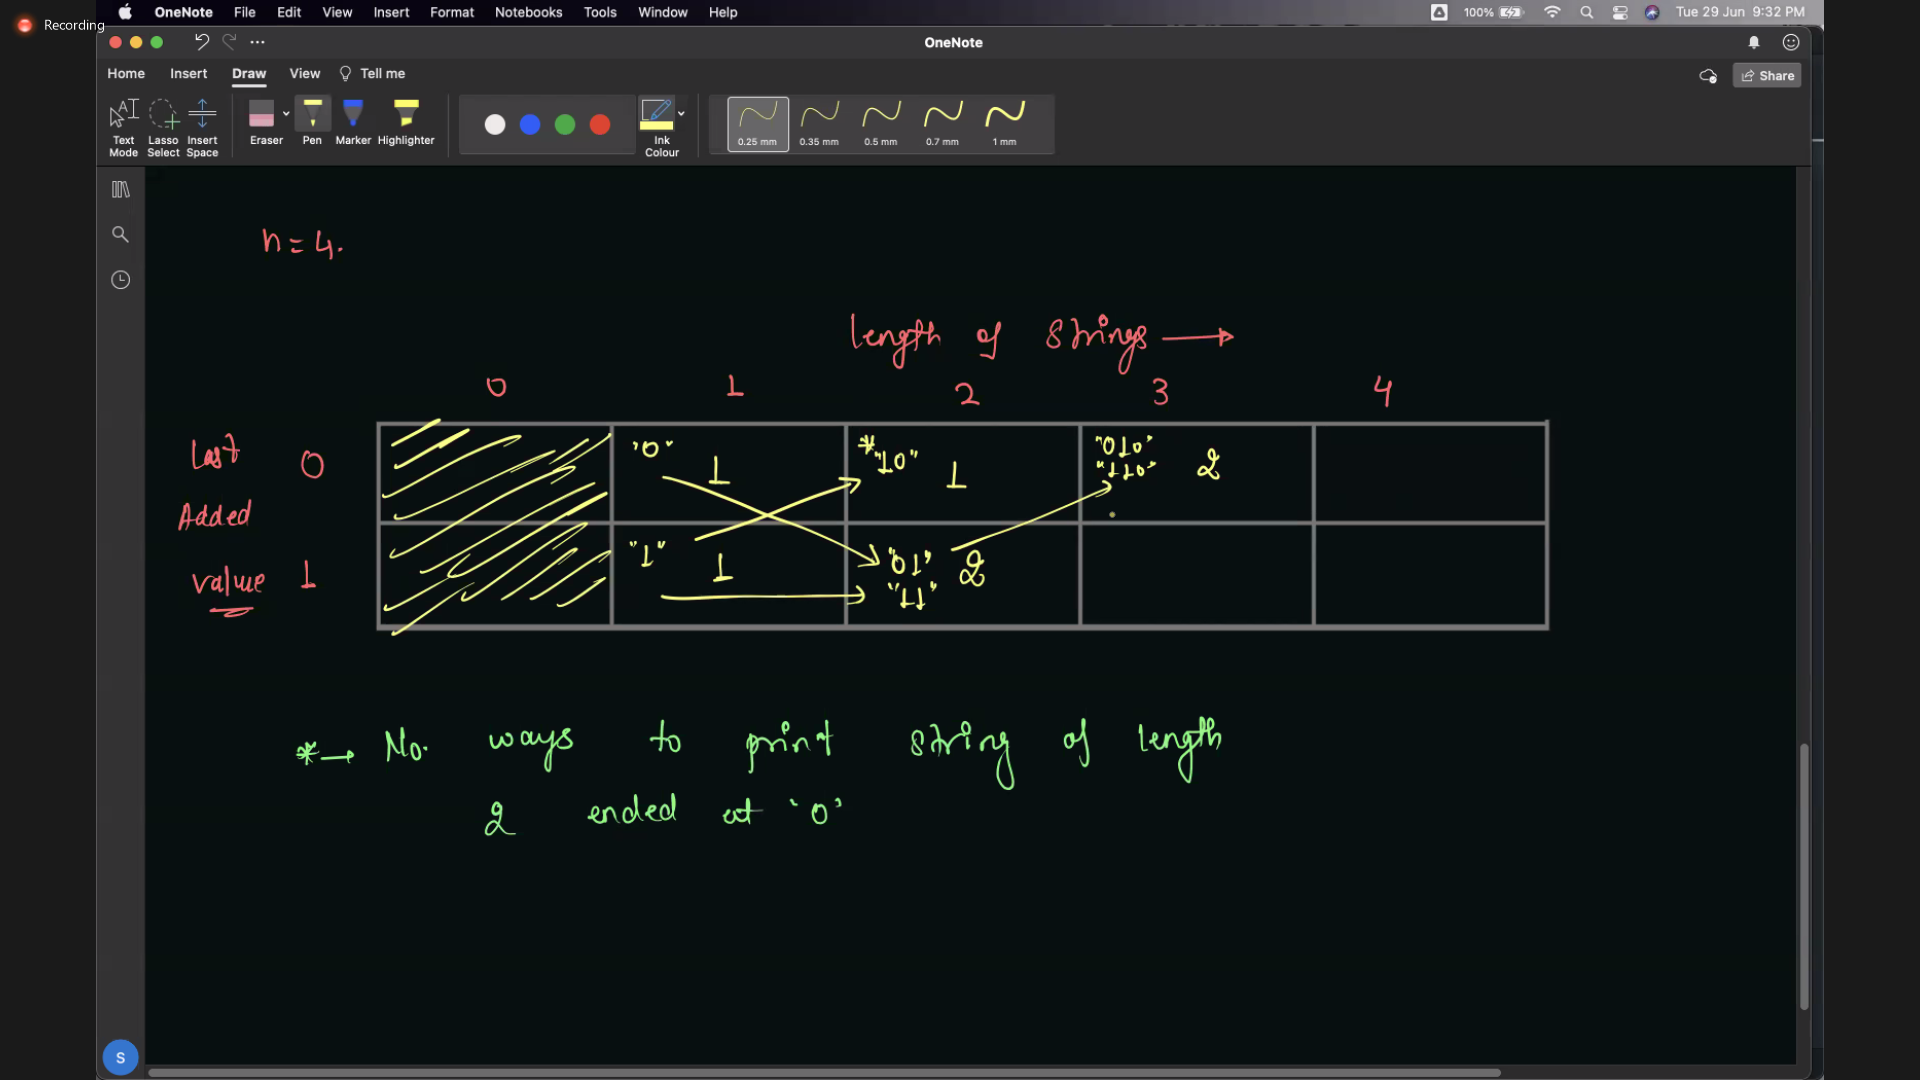 OneNote File Edit View Insert Format Notebooks Tools Window Help 100% Tue 29 Jun 9:32 PM
Recording
OneNote
Home Insert Draw View Tell me Share
Text Mode Lasso Select Insert Space Eraser Pen Marker Highlighter Ink Colour 0.25 mm 0.35 mm 0.5 mm 0.7 mm 1 mm
n = 4.
length of strings →
0 1 2 3 4
Last Added value
0 "0" 1 * "10" 1 "010" "110" 2
1 "1" 1 "01" "11" 2
* → No. ways to print string of length
2 ended at '0'
S